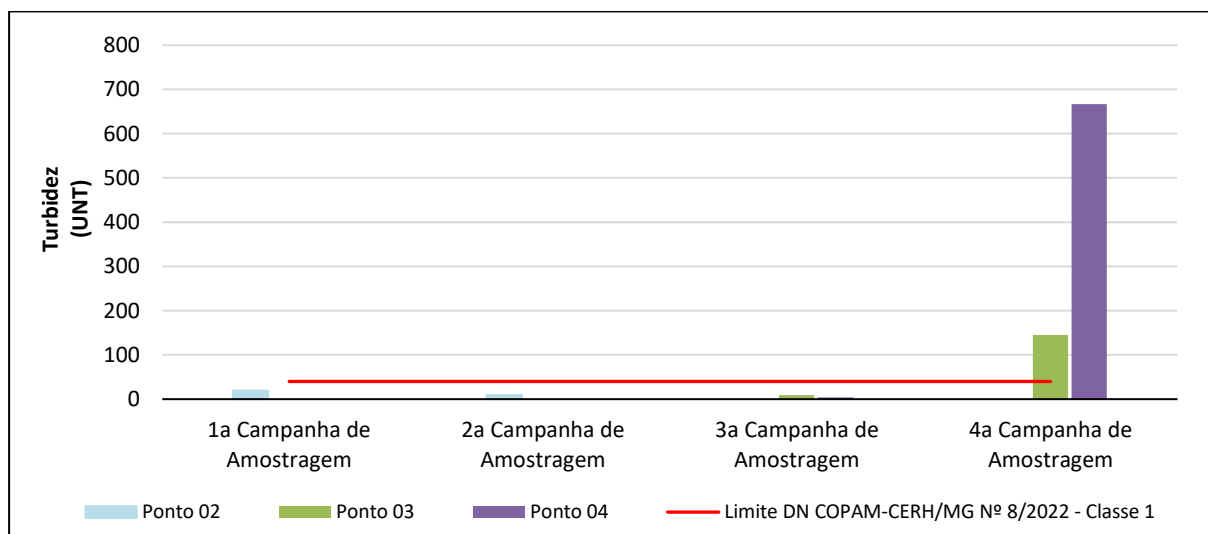 800
700
600
500
400
300
200
100
0
Turbidez
(UNT)
1a Campanha de
Amostragem
2a Campanha de
Amostragem
3a Campanha de
Amostragem
4a Campanha de
Amostragem
Ponto 02
Ponto 03
Ponto 04
Limite DN COPAM-CERH/MG Nº 8/2022 - Classe 1